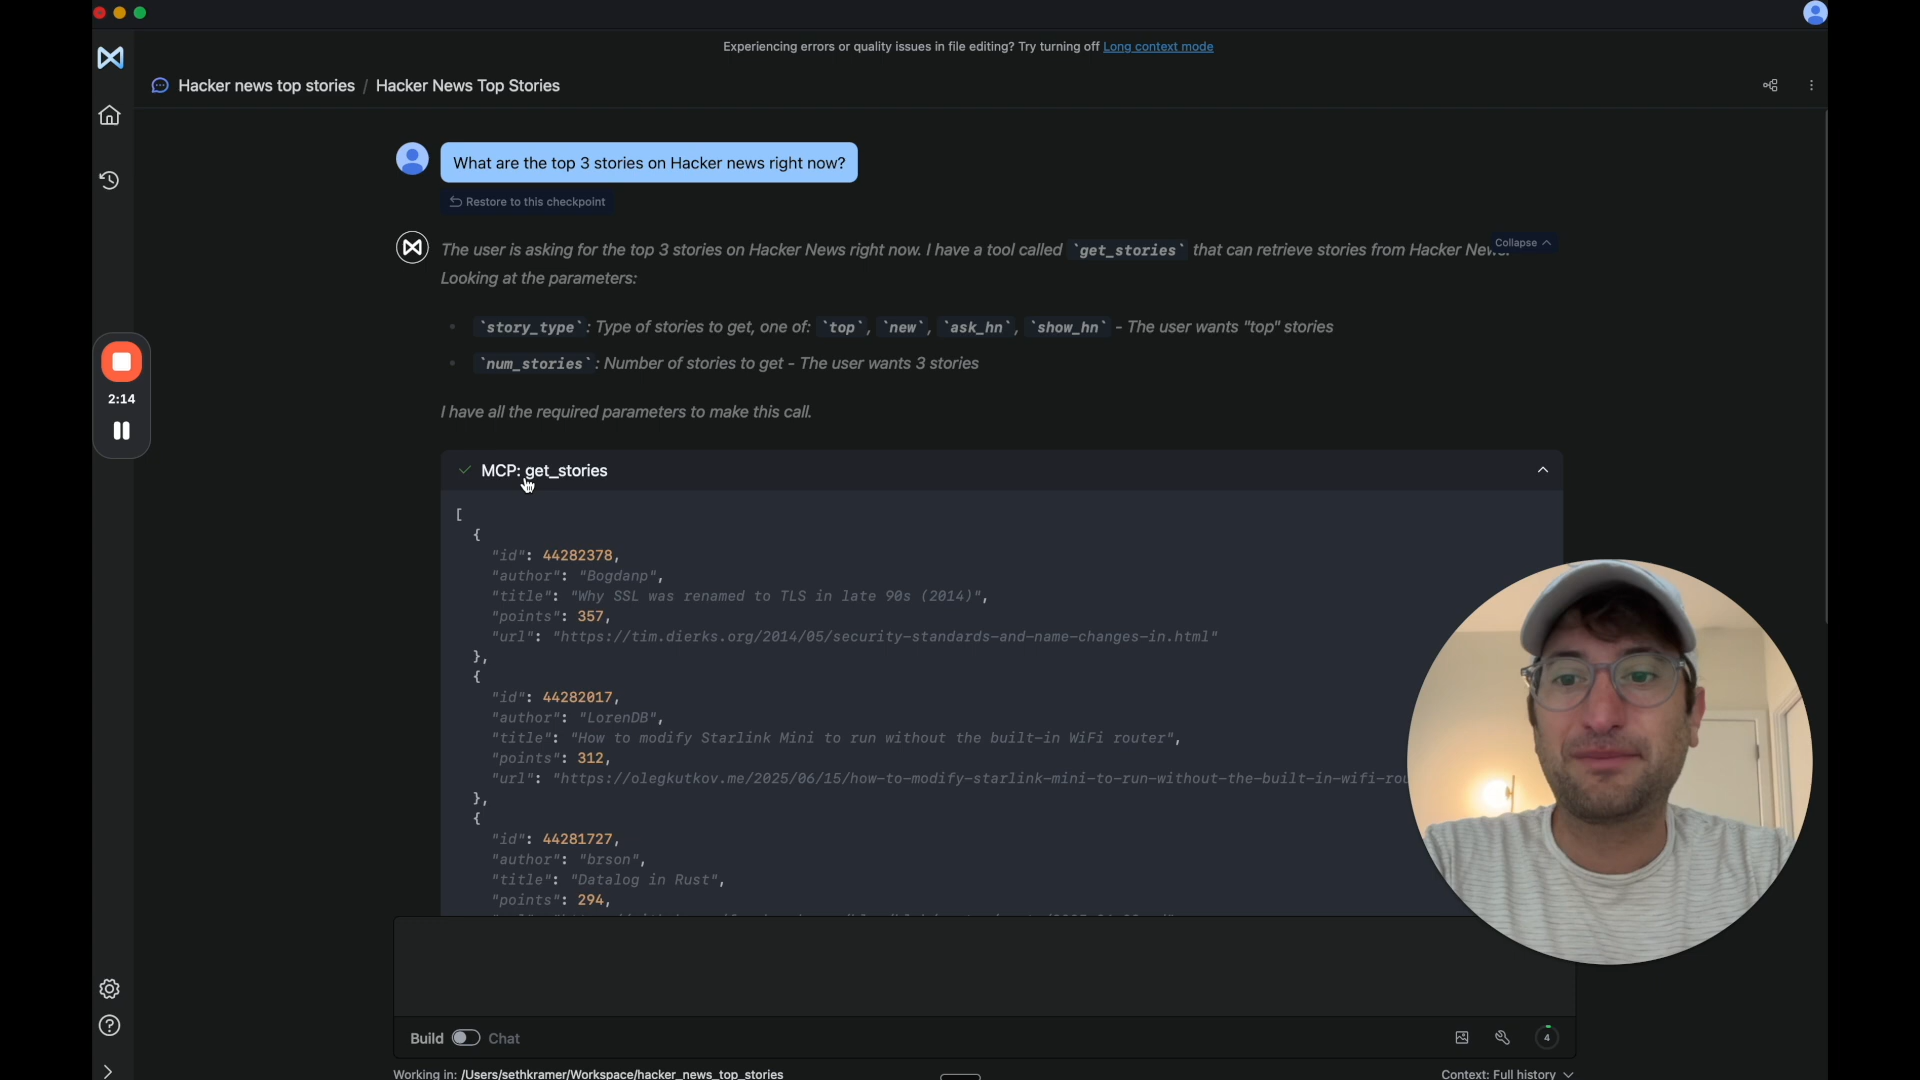 Experiencing errors or quality issues in file editing? Try turning off Long context mode
Hacker news top stories / Hacker News Top Stories
What are the top 3 stories on Hacker news right now?
Restore to this checkpoint
Collapse
The user is asking for the top 3 stories on Hacker News right now. I have a tool called `get_stories` that can retrieve stories from Hacker News.
Looking at the parameters:
`story_type`: Type of stories to get, one of: `top`, `new`, `ask_hn`, `show_hn` - The user wants "top" stories
`num_stories`: Number of stories to get - The user wants 3 stories
2:14
I have all the required parameters to make this call.
MCP: get_stories
[
{
"id": 44282378,
"author": "Bogdanp",
"title": "Why SSL was renamed to TLS in late 90s (2014)",
"points": 357,
"url": "https://tim.dierks.org/2014/05/security-standards-and-name-changes-in.html"
},
{
"id": 44282017,
"author": "LorenDB",
"title": "How to modify Starlink Mini to run without the built-in WiFi router",
"points": 312,
"url": "https://olegkutkov.me/2025/06/15/how-to-modify-starlink-mini-to-run-without-the-built-in-wifi-rou
},
{
"id": 44281727,
"author": "brson",
"title": "Datalog in Rust",
"points": 294,
Build Chat
4
Working in: /Users/sethkramer/Workspace/hacker_news_top_stories
Context: Full history